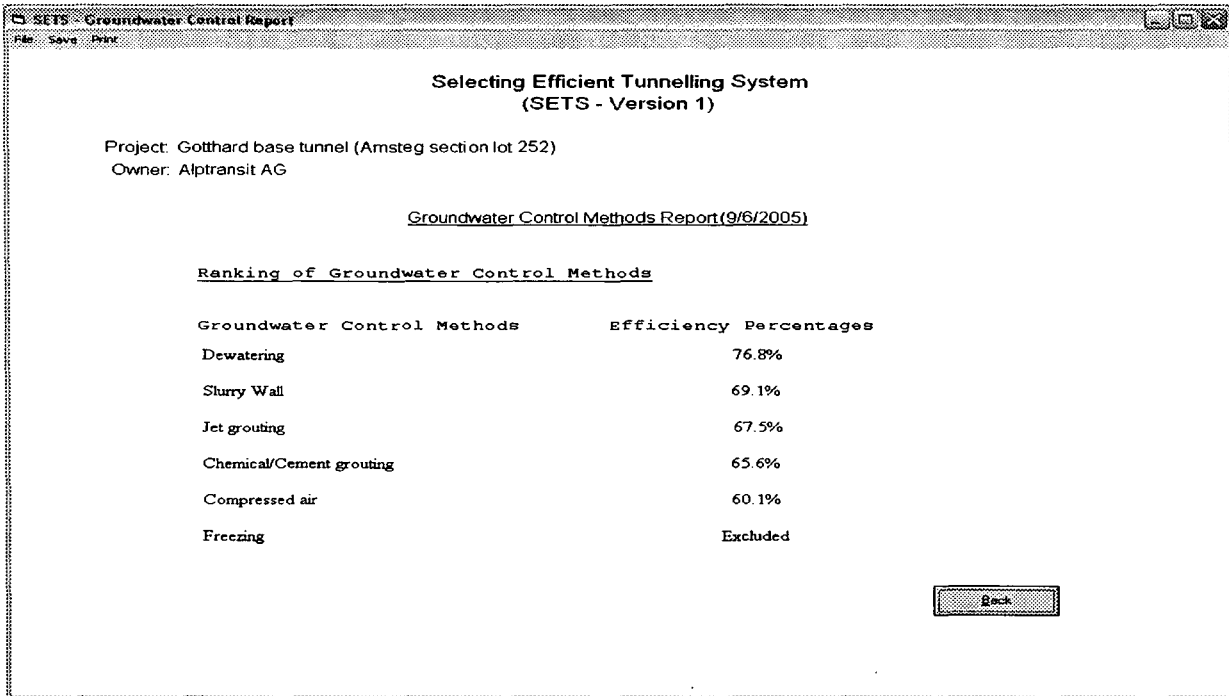 SETS - Groundwater Control Report
File Save Print
Selecting Efficient Tunnelling System
(SETS - Version 1)
Project: Gotthard base tunnel (Amsteg section lot 252)
Owner: Alptransit AG
Groundwater Control Methods Report(9/6/2005)
Ranking of Groundwater Control Methods
Groundwater Control Methods Efficiency Percentages
Dewatering 76.8%
Slurry Wall 69.1%
Jet grouting 67.5%
Chemical/Cement grouting 65.6%
Compressed air 60.1%
Freezing Excluded
Back